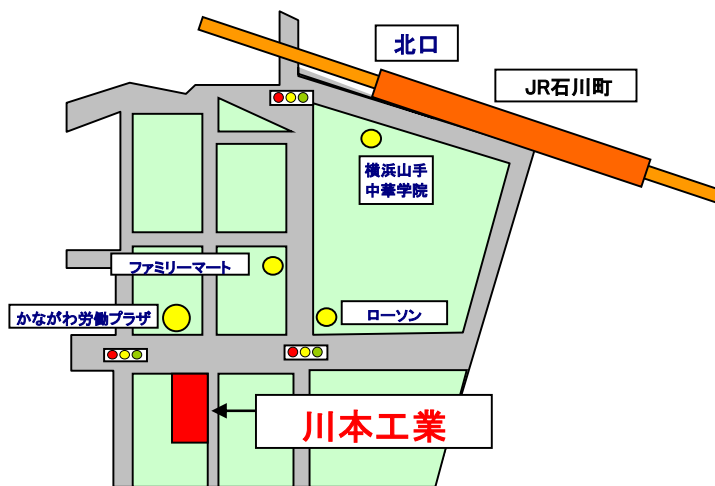 北口
JR石川町
横浜山手
中華学院
ファミリーマート
かながわ労働プラザ
ローソン
川本工業